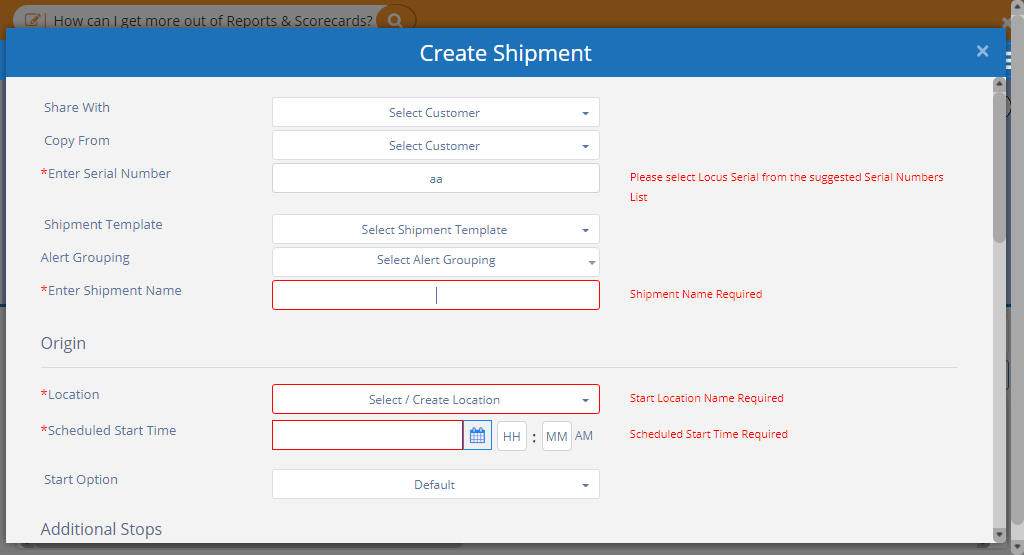 How can I get more out of Reports & Scorecards?
Create Shipment
×
Share With
Select Customer
Copy From
Select Customer
*Enter Serial Number
aa
Please select Locus Serial from the suggested Serial Numbers
List
Shipment Template
Select Shipment Template
Alert Grouping
Select Alert Grouping
*Enter Shipment Name
Shipment Name Required
Origin
*Location
Select / Create Location
Start Location Name Required
*Scheduled Start Time
HH : MM AM
Scheduled Start Time Required
Start Option
Default
Additional Stops